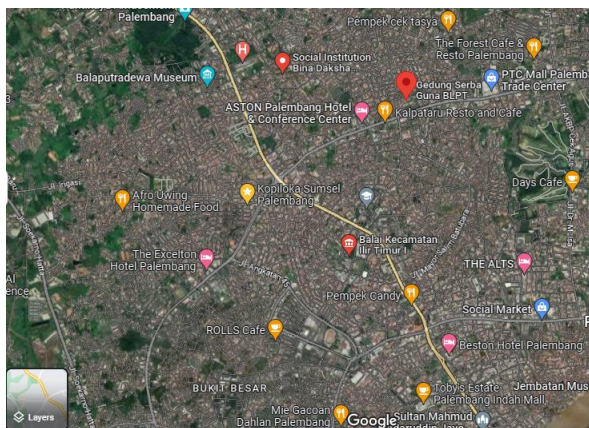 Palembang
Pempek cek tasya
The Forest Cafe &
Resto Palembang
Social Institution
Bina Daksha...
Balaputradewa Museum
Gedung Serba
Guna BLPT
PTC Mall Palemb
Trade Center
ASTON Palembang Hotel
& Conference Center
Kalpataru Resto and Cafe
Days Cafe
Afro Uwing
Homemade Food
Kopiloka Sumsel
Palembang
Balai Kecamatan
Ilir Timur I
The Excelton
Hotel Palembang
Jl. Angkatan 45
THE ALTS
Pempek Candy
Social Market
ROLLS Cafe
Beston Hotel Palembang
BUKIT BESAR
Toby's Estate
Palembang Indah Mall
Jembatan Mus
Layers
Mie Gacoan
Dahlan Palembang
Google
Sultan Mahmud